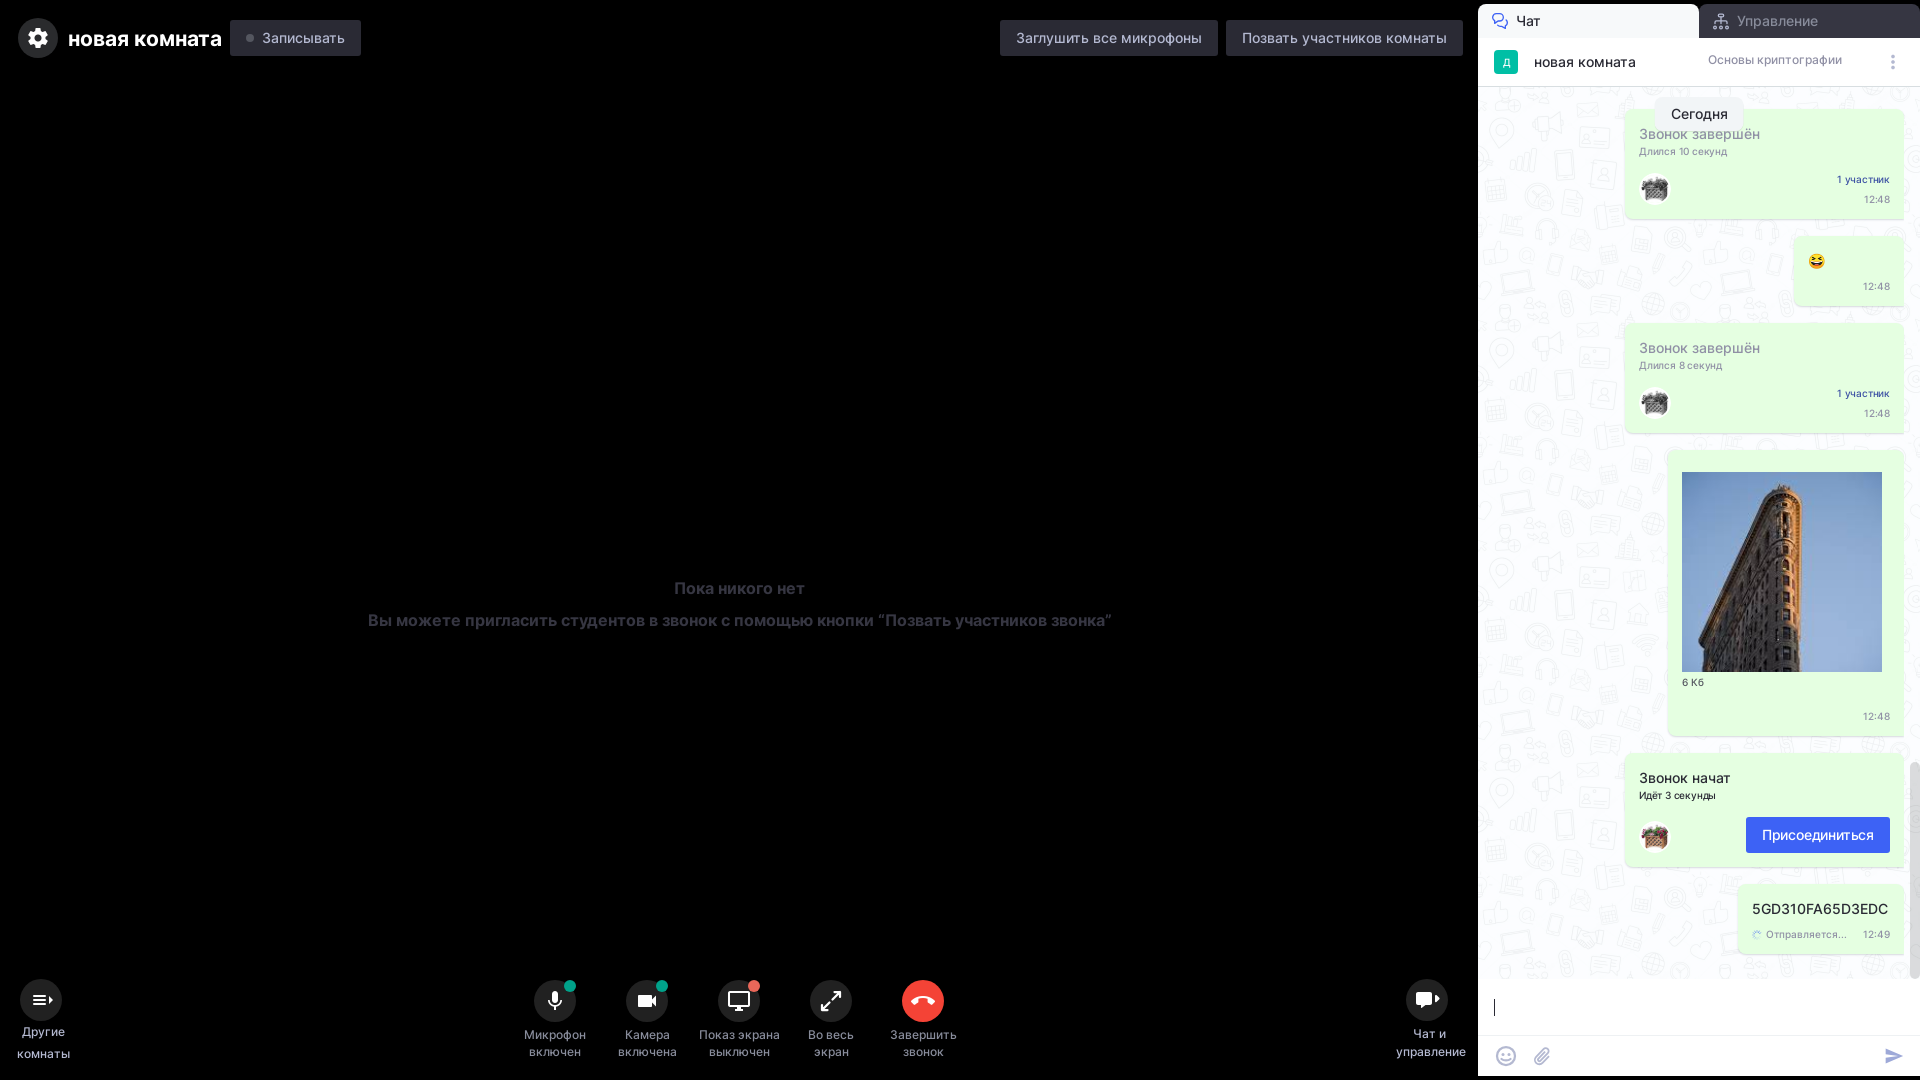 новая комната
Записывать
Заглушить все микрофоны
Позвать участников комнаты
Чат
Управление
Д
новая комната
Основы криптографии
Сегодня
Звонок завершён
Длился 10 секунд
1 участник
12:48
12:48
Звонок завершён
Длился 8 секунд
1 участник
12:48
6 Кб
12:48
Звонок начат
Идёт 3 секунды
Присоединиться
5GD310FA65D3EDC
Отправляется...
12:49
Пока никого нет
Вы можете пригласить студентов в звонок с помощью кнопки “Позвать участников звонка”
Другие
комнаты
Микрофон
включен
Камера
включена
Показ экрана
выключен
Во весь
экран
Завершить
звонок
Чат и
управление